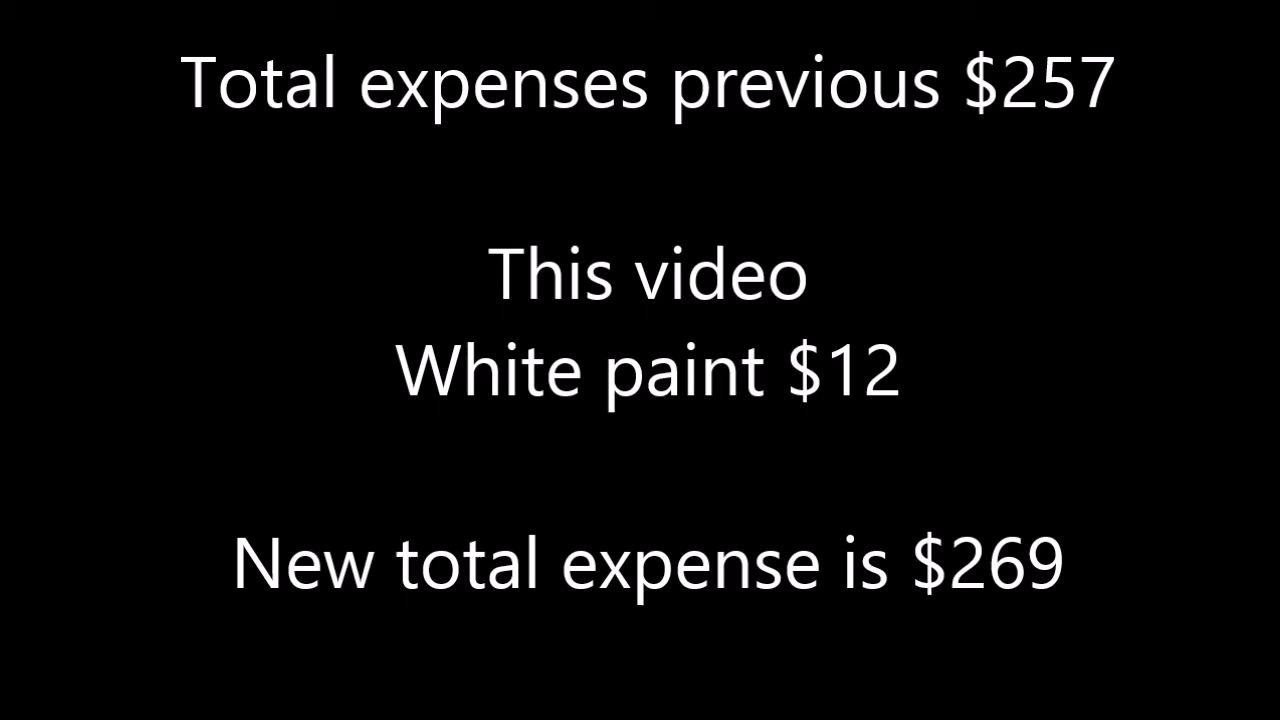 Total expenses previous $257
This video
White paint $12
New total expense is $269